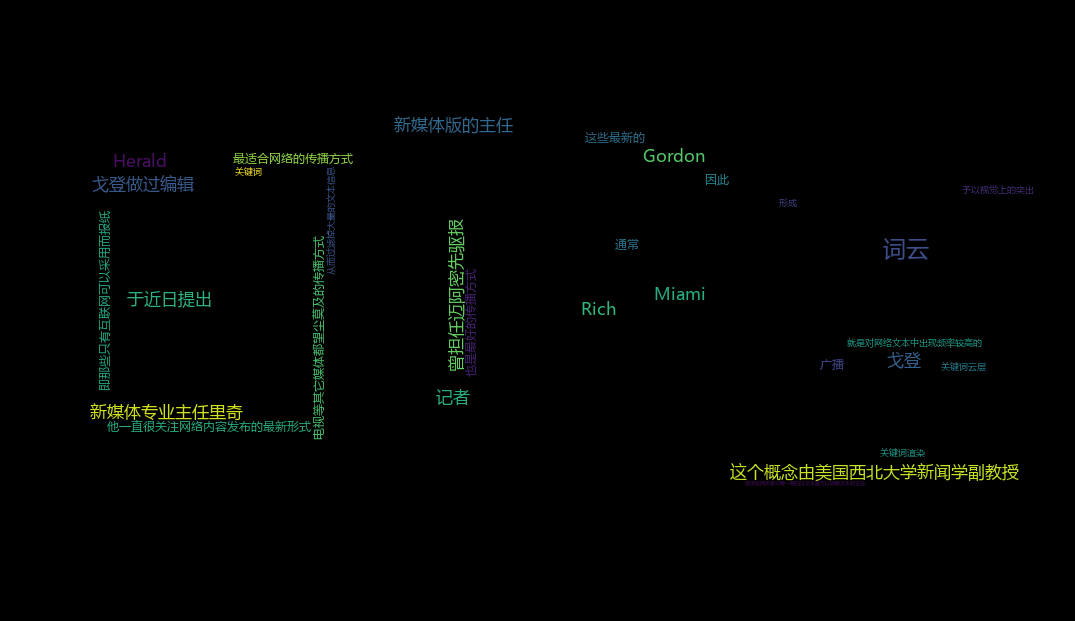 新媒体版的主任
这些最新的
Gordon
Herald
最适合网络的传播方式
关键词
从而过滤掉大量的文本信息
因此
戈登做过编辑
予以视觉上的突出
形成
即那些只有互联网可以采用而报纸
曾担任迈阿密先驱报
电视等其它媒体都望尘莫及的传播方式
通常
词云
也是最好的传播方式
于近日提出
Miami
Rich
就是对网络文本中出现频率较高的
广播
戈登
关键词云层
记者
新媒体专业主任里奇
他一直很关注网络内容发布的最新形式
关键词渲染
这个概念由美国西北大学新闻学副教授